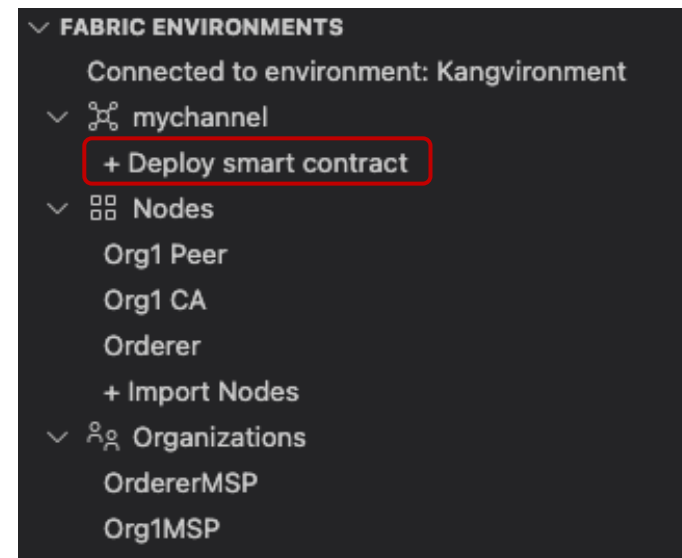 FABRIC ENVIRONMENTS
Connected to environment: Kangvironment
mychannel
+ Deploy smart contract
Nodes
Org1 Peer
Org1 CA
Orderer
+ Import Nodes
Organizations
OrdererMSP
Org1MSP